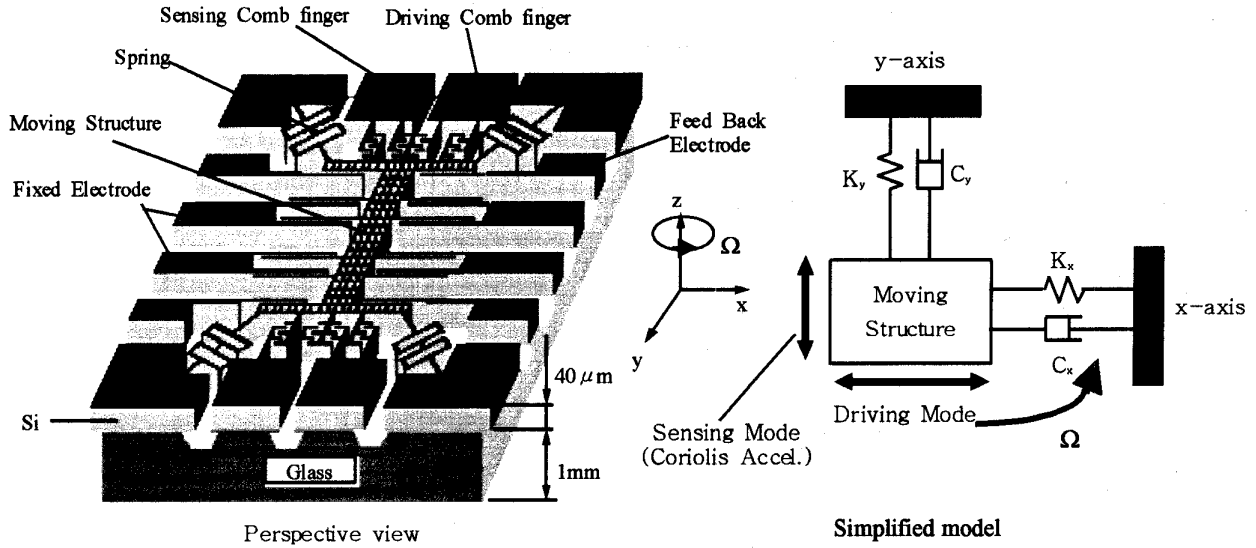 Sensing Comb finger
Driving Comb finger
Spring
Moving Structure
Fixed Electrode
Feed Back
Electrode
Si
Glass
40 μm
1mm
Perspective view
z
Ω
x
y
y-axis
Ky
Cy
Moving
Structure
Kx
Cx
x-axis
Driving Mode
Ω
Sensing Mode
(Coriolis Accel.)
Simplified model